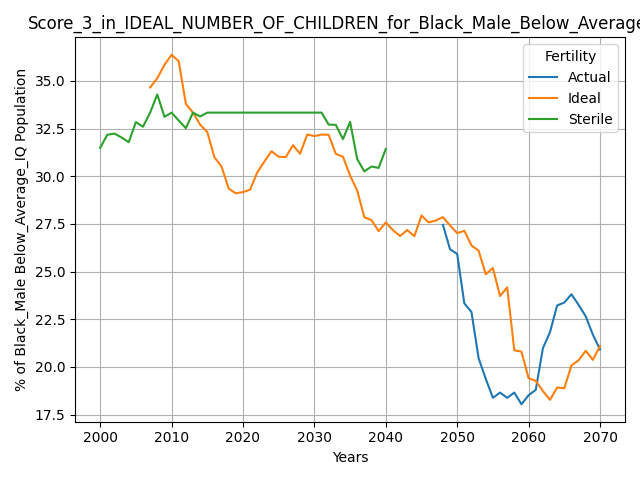 Score_3_in_IDEAL_NUMBER_OF_CHILDREN_for_Black_Male_Below_Average
Fertility
Actual
Ideal
Sterile
% of Black_Male Below_Average_IQ Population
35.0
32.5
30.0
27.5
25.0
22.5
20.0
17.5
2000 2010 2020 2030 2040 2050 2060 2070
Years